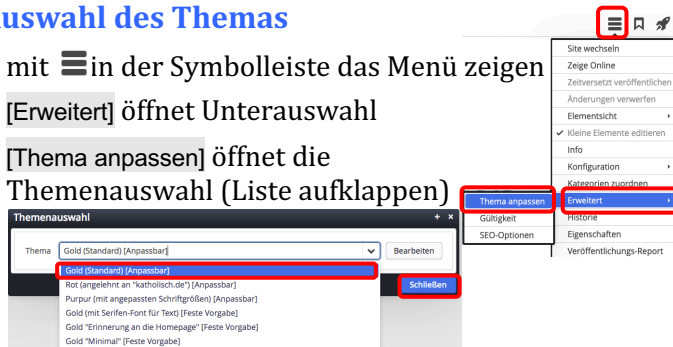 uswahl des Themas
mit in der Symbolleiste das Menü zeigen
[Erweitert] öffnet Unterauswahl
[Thema anpassen] öffnet die
Themenauswahl (Liste aufklappen)
Site wechseln
Zeige Online
Zeitversetzt veröffentlichen
Änderungen verwerfen
Elementsicht
Kleine Elemente editieren
Info
Konfiguration
Kategorien zuordnen
Erweitert
Historie
Eigenschaften
Veröffentlichungs-Report
Thema anpassen
Gültigkeit
SEO-Optionen
Themenauswahl + ×
Thema Gold (Standard) [Anpassbar] Bearbeiten
Gold (Standard) [Anpassbar]
Rot (angelehnt an "katholisch.de") [Anpassbar]
Purpur (mit angepassten Schriftgrößen) [Anpassbar]
Gold (mit Serifen-Font für Text) [Feste Vorgabe]
Gold "Erinnerung an die Homepage" [Feste Vorgabe]
Gold "Minimal" [Feste Vorgabe]
Schließen